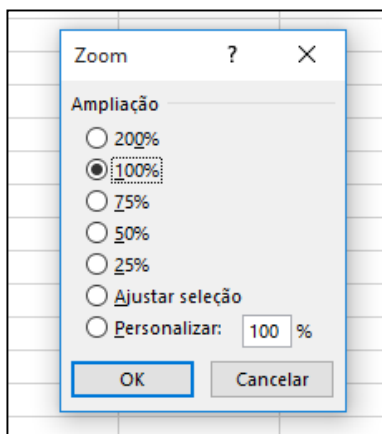 Zoom ?
Ampliação
200%
100%
75%
50%
25%
Ajustar seleção
Personalizar: 100 %
OK Cancelar